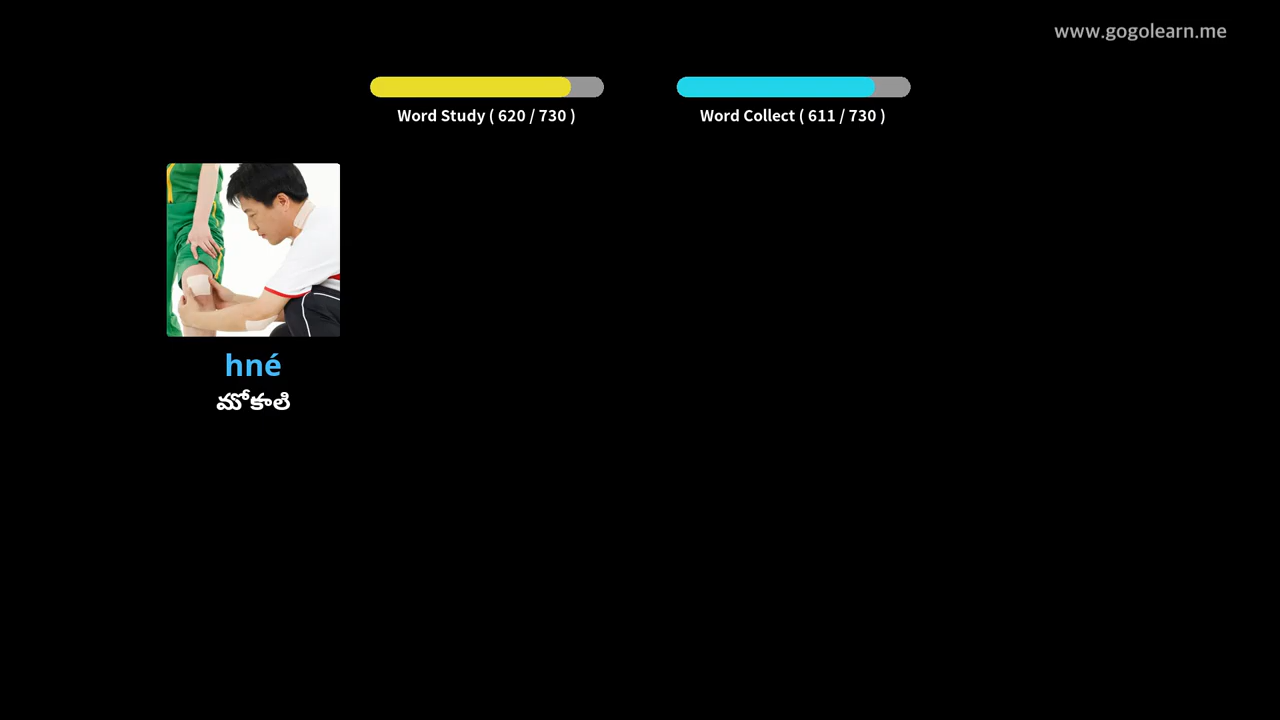 www.gogolearn.me
Word Study ( 620 / 730 )
Word Collect ( 611 / 730 )
hné
మోకాలి